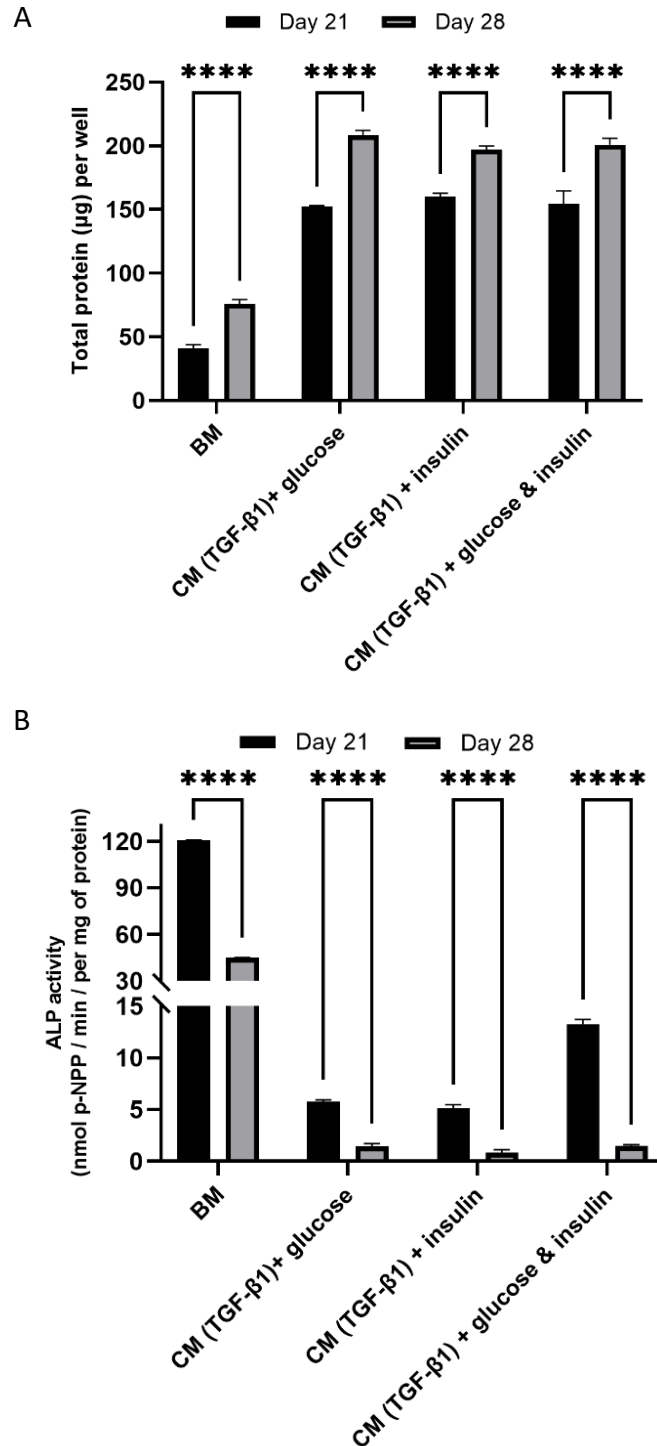 A
Day 21 Day 28
**** **** **** ****
250
200
150
100
50
0
Total protein (µg) per well
BM
CM (TGF-β1)+ glucose
CM (TGF-β1) + insulin
CM (TGF-β1) + glucose & insulin
B
Day 21 Day 28
**** **** **** ****
120
90
60
30
15
10
5
0
ALP activity
(nmol p-NPP / min / per mg of protein)
BM
CM (TGF-β1)+ glucose
CM (TGF-β1) + insulin
CM (TGF-β1) + glucose & insulin